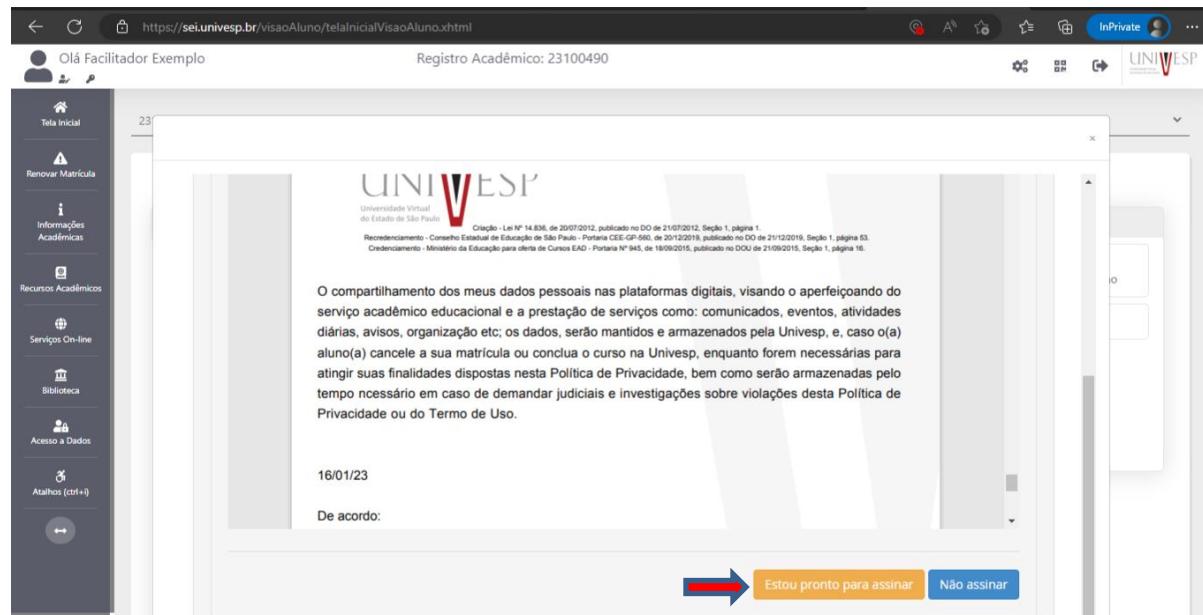 https://sei.univesp.br/visaoAluno/telaInicialVisaoAluno.xhtml
InPrivate
Olá Facilitador Exemplo
Registro Acadêmico: 23100490
UNIVESP
Tela Inicial
Renovar Matrícula
Informações
Acadêmicas
Recursos Acadêmicos
Serviços On-line
Biblioteca
Acesso a Dados
Atalhos (ctrl+i)
23
×
UNIVESP
Universidade Virtual
do Estado de São Paulo
Criação - Lei Nº 14.836, de 20/07/2012, publicado no DO de 21/07/2012, Seção 1, página 1.
Recredenciamento - Conselho Estadual de Educação de São Paulo - Portaria CEE-GP-560, de 20/12/2019, publicado no DO de 21/12/2019, Seção 1, página 53.
Credenciamento - Ministério da Educação para oferta de Cursos EAD - Portaria Nº 945, de 18/09/2015, publicado no DOU de 21/09/2015, Seção 1, página 16.
O compartilhamento dos meus dados pessoais nas plataformas digitais, visando o aperfeiçoando do
serviço acadêmico educacional e a prestação de serviços como: comunicados, eventos, atividades
diárias, avisos, organização etc; os dados, serão mantidos e armazenados pela Univesp, e, caso o(a)
aluno(a) cancele a sua matrícula ou conclua o curso na Univesp, enquanto forem necessárias para
atingir suas finalidades dispostas nesta Política de Privacidade, bem como serão armazenadas pelo
tempo ncessário em caso de demandar judiciais e investigações sobre violações desta Política de
Privacidade ou do Termo de Uso.
16/01/23
De acordo:
Estou pronto para assinar
Não assinar